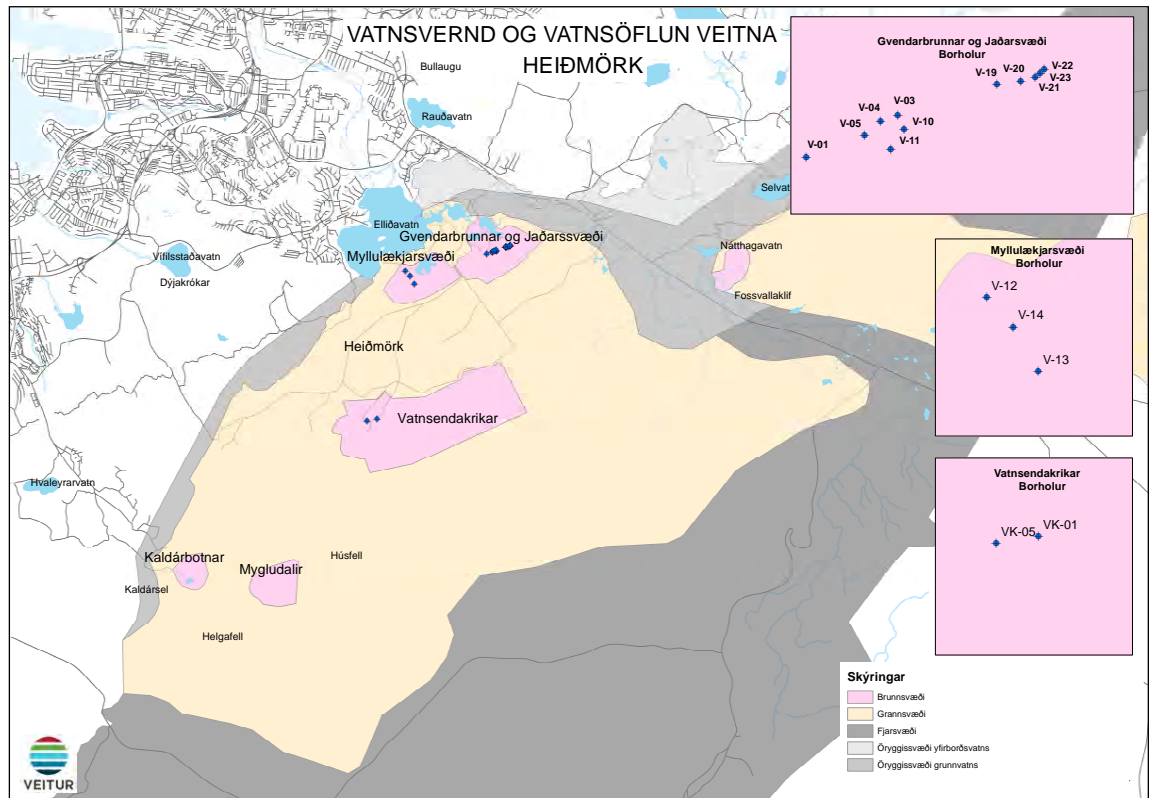 VATNSVERND OG VATNSÖFLUN VEITNA
HEIÐMÖRK
Bullaugu
Rauðavatn
Selvat
Elliðavatn
Gvendarbrunnar og Jaðarssvæði
Myllulækjarsvæði
Vífilsstaðavatn
Dýjakrókar
Nátthagavatn
Fossvallaklif
Heiðmörk
Vatnsendakrikar
Hvaleyrarvatn
Kaldárbotnar
Mygludalir
Húsfell
Kaldársel
Helgafell
Gvendarbrunnar og Jaðarsvæði
Borholur
V-22
V-20
V-19
V-23
V-21
V-03
V-04
V-10
V-05
V-11
V-01
Myllulækjarsvæði
Borholur
V-12
V-14
V-13
Vatnsendakrikar
Borholur
VK-01
VK-05
Skýringar
Brunnsvæði
Grannsvæði
Fjarsvæði
Öryggissvæði yfirborðsvatns
Öryggissvæði grunnvatns
VEITUR